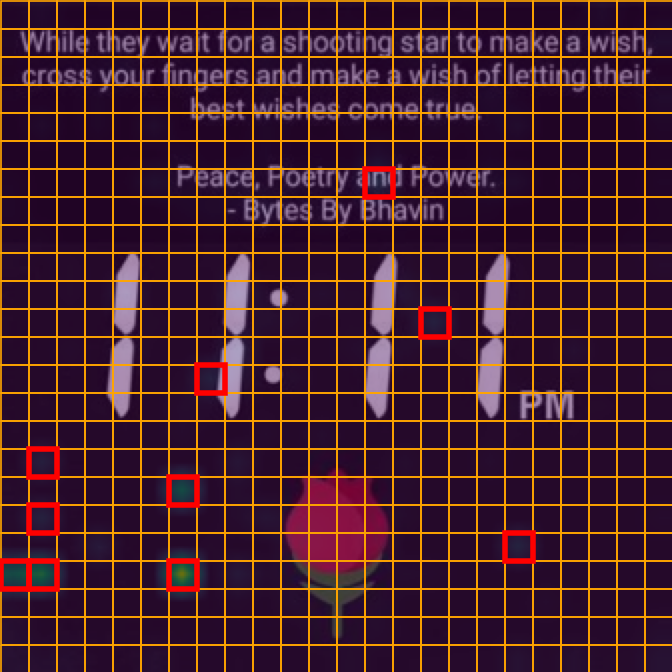 While they wait for a shooting star to make a wish,
cross your fingers and make a wish of letting their
best wishes come true.
Peace, Poetry and Power.
- Bytes By Bhavin
11:11
PM